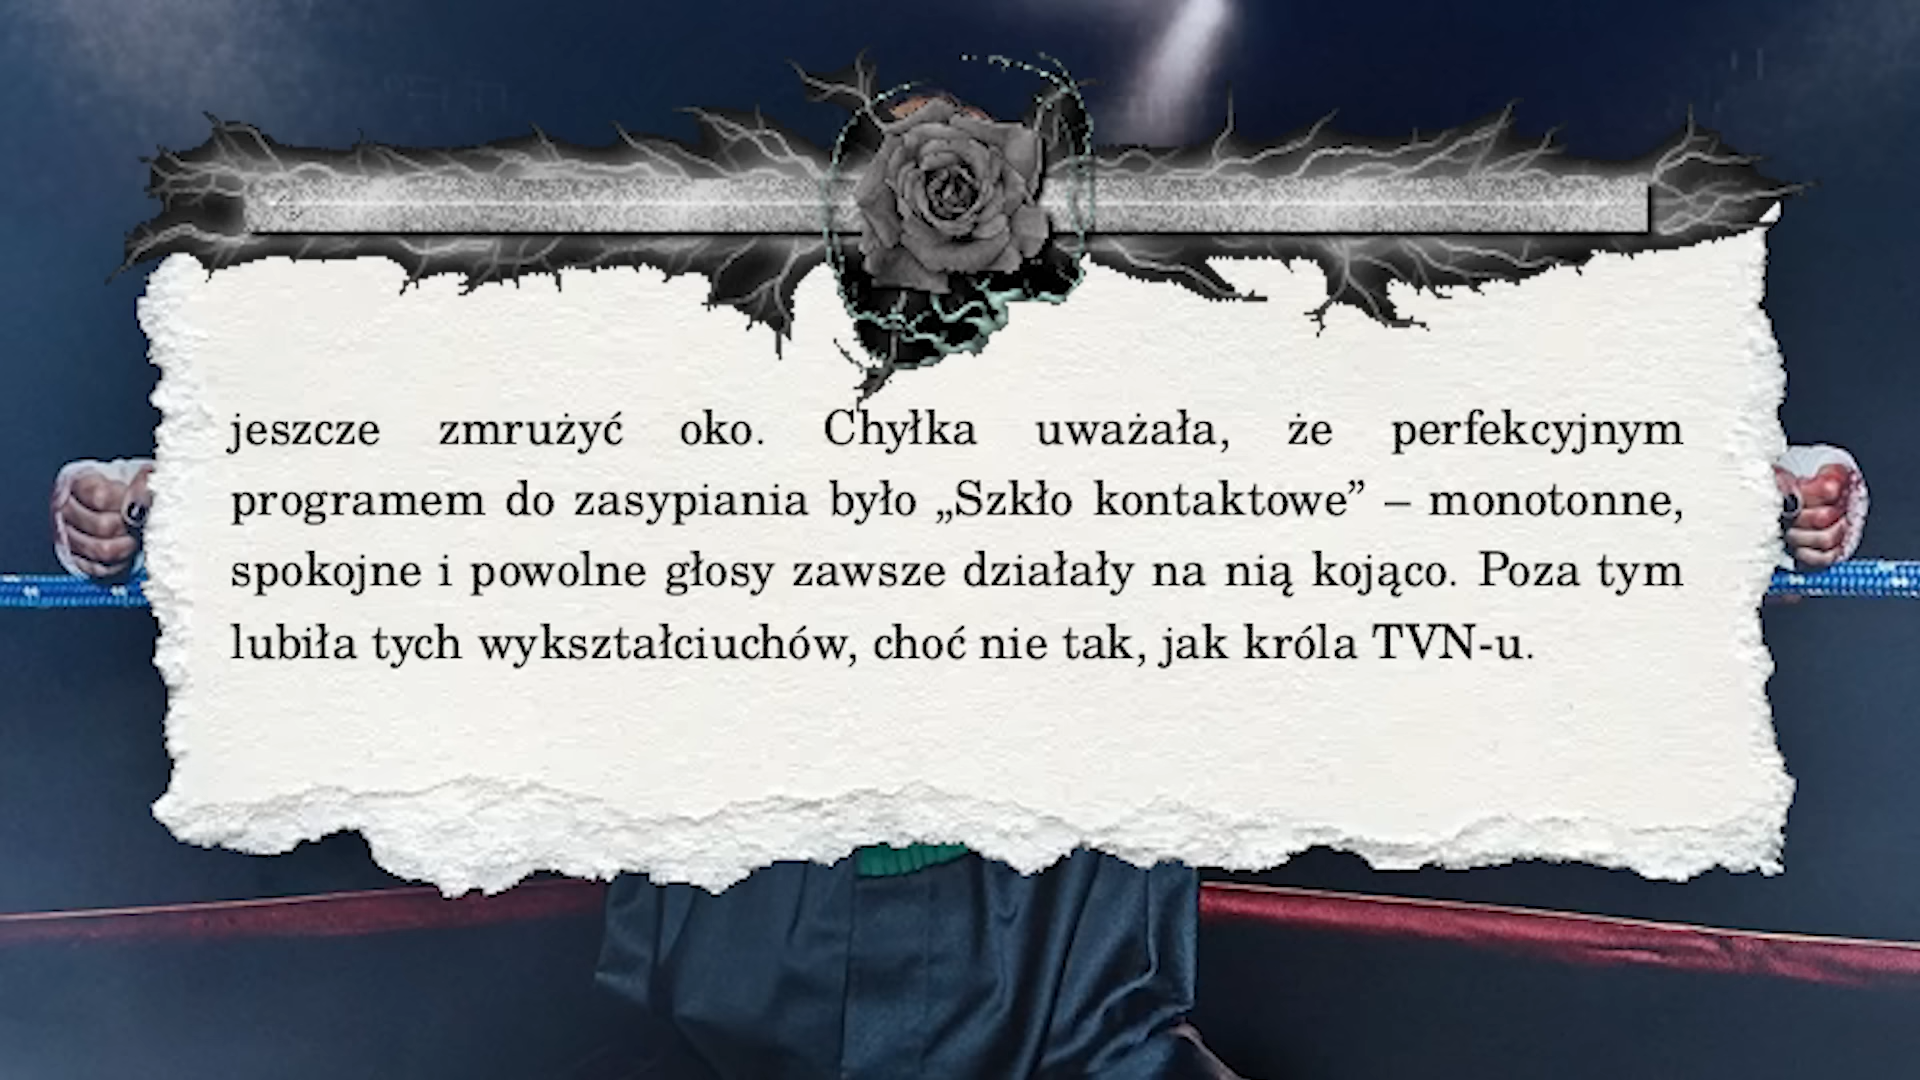 jeszcze zmrużyć oko. Chyłka uważała, że perfekcyjnym
programem do zasypiania było „Szkło kontaktowe” – monotonne,
spokojne i powolne głosy zawsze działały na nią kojąco. Poza tym
lubiła tych wykształciuchów, choć nie tak, jak króla TVN-u.